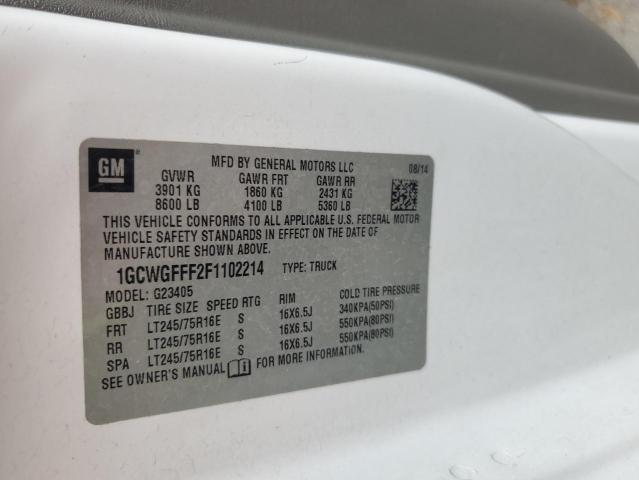 GM
MFD BY GENERAL MOTORS LLC 08/14
GVWR GAWR FRT GAWR RR
3901 KG 1860 KG 2431 KG
8600 LB 4100 LB 5360 LB
THIS VEHICLE CONFORMS TO ALL APPLICABLE U.S. FEDERAL MOTOR
VEHICLE SAFETY STANDARDS IN EFFECT ON THE DATE OF
MANUFACTURE SHOWN ABOVE.
1GCWGFFF2F1102214 TYPE: TRUCK
MODEL: G23405
GBBJ TIRE SIZE SPEED RTG RIM COLD TIRE PRESSURE
FRT LT245/75R16E S 16X6.5J 340KPA(50PSI)
RR LT245/75R16E S 16X6.5J 550KPA(80PSI)
SPA LT245/75R16E S 16X6.5J 550KPA(80PSI)
SEE OWNER'S MANUAL FOR MORE INFORMATION